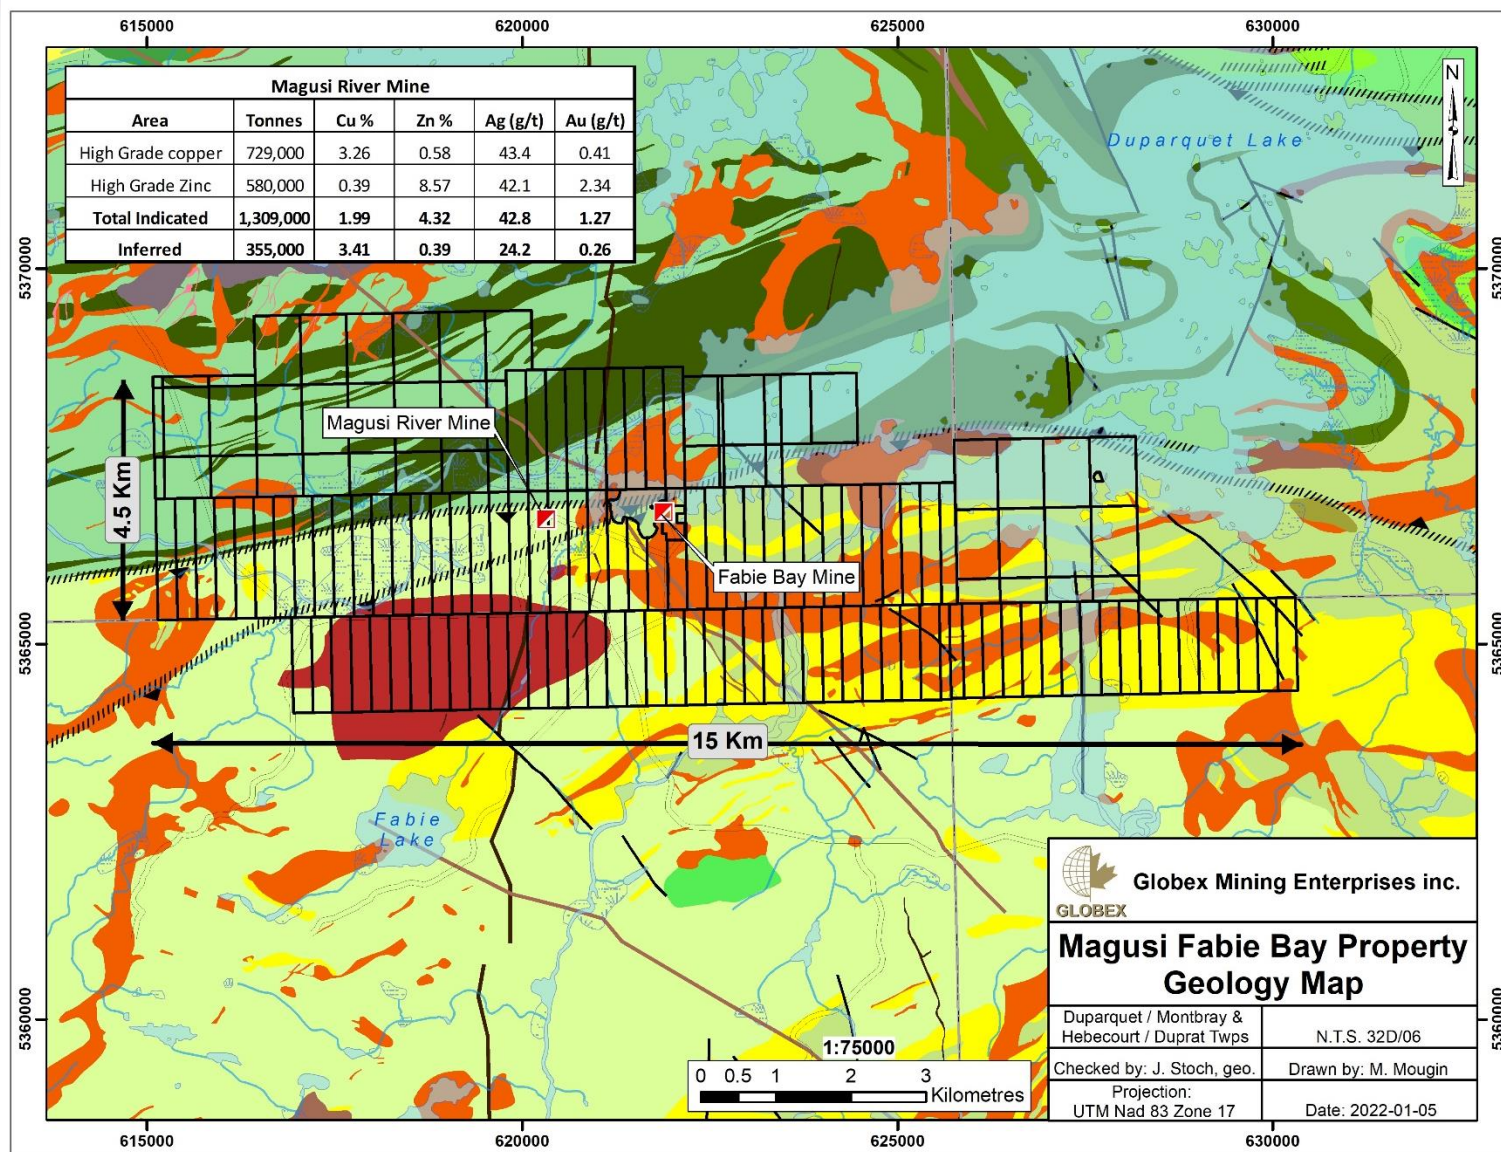 615000 620000 625000 630000
Magusi River Mine
Area Tonnes Cu % Zn % Ag (g/t) Au (g/t)
High Grade copper 729,000 3.26 0.58 43.4 0.41
High Grade Zinc 580,000 0.39 8.57 42.1 2.34
Total Indicated 1,309,000 1.99 4.32 42.8 1.27
Inferred 355,000 3.41 0.39 24.2 0.26
N
Duparquet Lake
5370000 5370000
Magusi River Mine
4.5 Km
Fabie Bay Mine
5365000 5365000
15 Km
Fabie
Lake
GLOBEX
Globex Mining Enterprises inc.
Magusi Fabie Bay Property
Geology Map
Duparquet / Montbray &
Hebecourt / Duprat Twps
N.T.S. 32D/06
Checked by: J. Stoch, geo.
Drawn by: M. Mougin
Projection:
UTM Nad 83 Zone 17
Date: 2022-01-05
5360000 5360000
1:75000
0 0.5 1 2 3
Kilometres
615000 620000 625000 630000